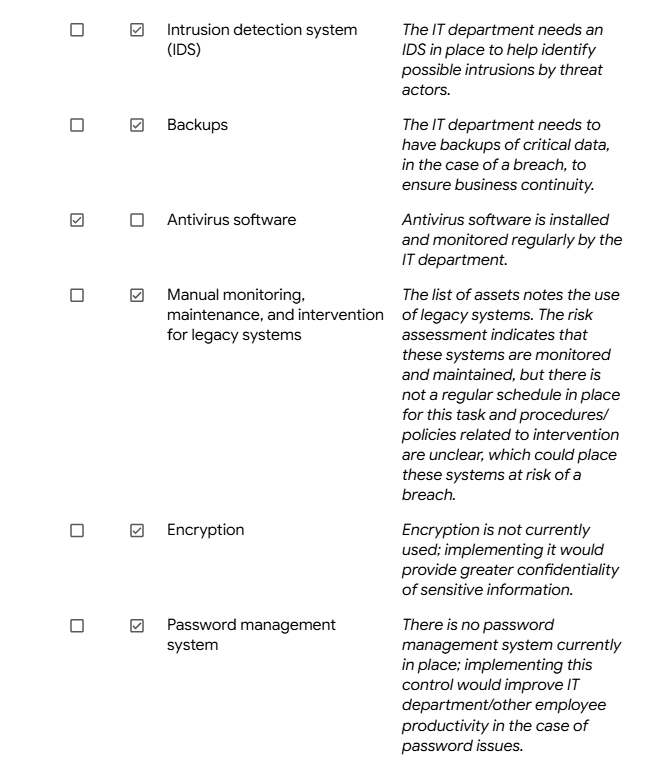 Intrusion detection system
(IDS)
The IT department needs an
IDS in place to help identify
possible intrusions by threat
actors.
Backups
The IT department needs to
have backups of critical data,
in the case of a breach, to
ensure business continuity.
Antivirus software
Antivirus software is installed
and monitored regularly by the
IT department.
Manual monitoring,
maintenance, and intervention
for legacy systems
The list of assets notes the use
of legacy systems. The risk
assessment indicates that
these systems are monitored
and maintained, but there is
not a regular schedule in place
for this task and procedures/
policies related to intervention
are unclear, which could place
these systems at risk of a
breach.
Encryption
Encryption is not currently
used; implementing it would
provide greater confidentiality
of sensitive information.
Password management
system
There is no password
management system currently
in place; implementing this
control would improve IT
department/other employee
productivity in the case of
password issues.